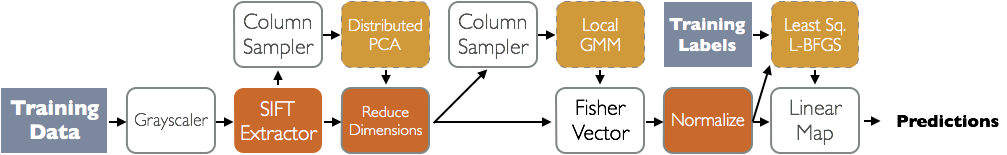 Column
Sampler
Distributed
PCA
Column
Sampler
Local
GMM
Training
Labels
Least Sq.
L-BFGS
Training
Data
Grayscaler
SIFT
Extractor
Reduce
Dimensions
Fisher
Vector
Normalize
Linear
Map
Predictions